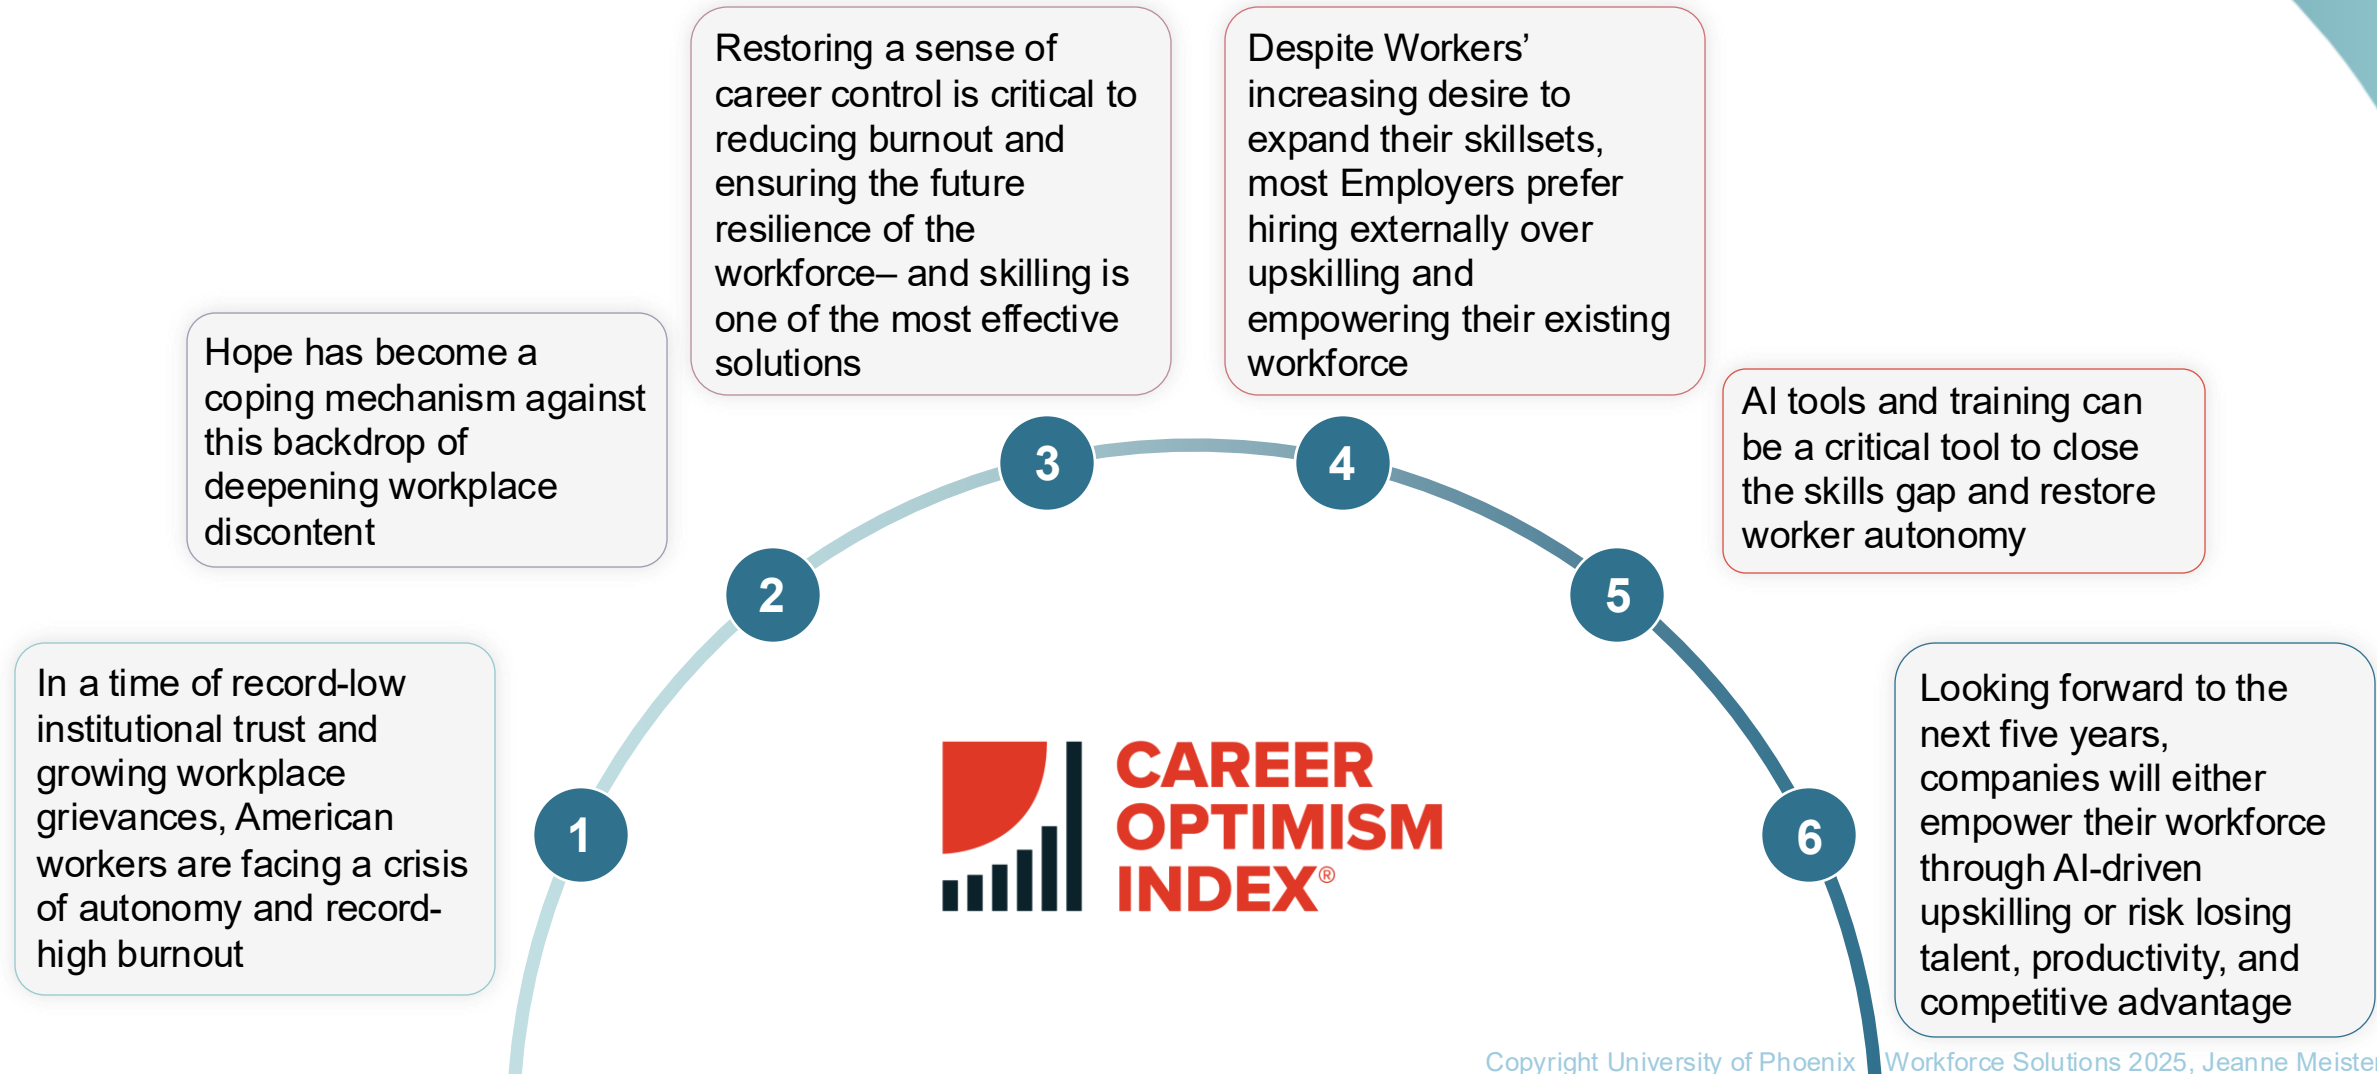 In a time of record-low
institutional trust and
growing workplace
grievances, American
workers are facing a crisis
of autonomy and record-
high burnout
1
Hope has become a
coping mechanism against
this backdrop of
deepening workplace
discontent
2
Restoring a sense of
career control is critical to
reducing burnout and
ensuring the future
resilience of the
workforce– and skilling is
one of the most effective
solutions
3
Despite Workers’
increasing desire to
expand their skillsets,
most Employers prefer
hiring externally over
upskilling and
empowering their existing
workforce
4
AI tools and training can
be a critical tool to close
the skills gap and restore
worker autonomy
5
Looking forward to the
next five years,
companies will either
empower their workforce
through AI-driven
upskilling or risk losing
talent, productivity, and
competitive advantage
6
CAREER
OPTIMISM
INDEX®
Copyright University of Phoenix Workforce Solutions 2025, Jeanne Meister